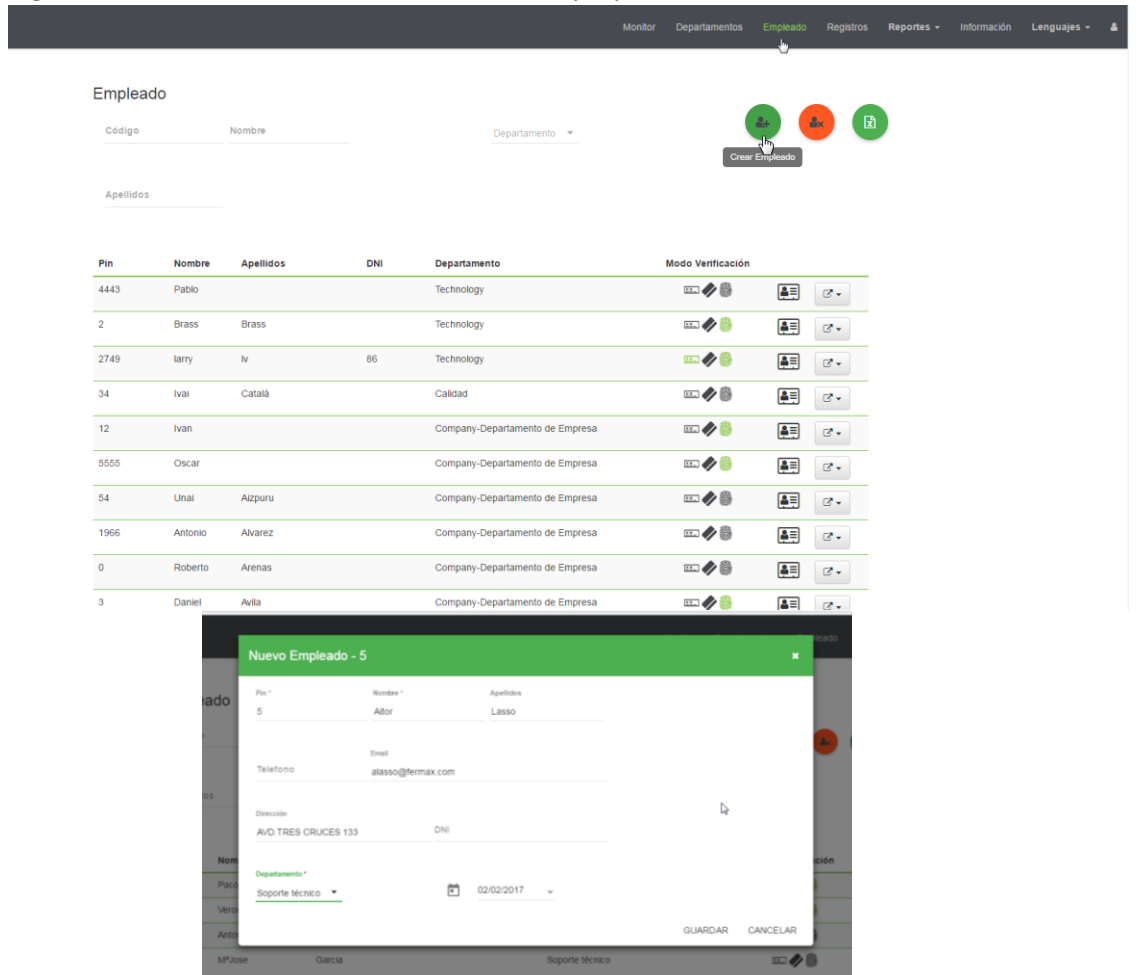 Monitor Departamentos Empleado Registros Reportes Información Lenguajes
Empleado
Código Nombre Departamento
Crear Empleado
Apellidos
Pin Nombre Apellidos DNI Departamento Modo Verificación
4443 Pablo Technology
2 Brass Brass Technology
2749 larry lv 86 Technology
34 Ivai Catalá Calidad
12 Ivan Company-Departamento de Empresa
5555 Oscar Company-Departamento de Empresa
54 Unai Aizpuru Company-Departamento de Empresa
1966 Antonio Alvarez Company-Departamento de Empresa
0 Roberto Arenas Company-Departamento de Empresa
3 Daniel Avila Company-Departamento de Empresa
Nuevo Empleado - 5
Pin * Nombre * Apellidos
5 Aitor Lasso
Email
Telefono alasso@fermax.com
Dirección
AVD.TRES CRUCES 133 DNI
Departamento *
Soporte técnico 02/02/2017
GUARDAR CANCELAR
MªJose Garcia Soporte técnico